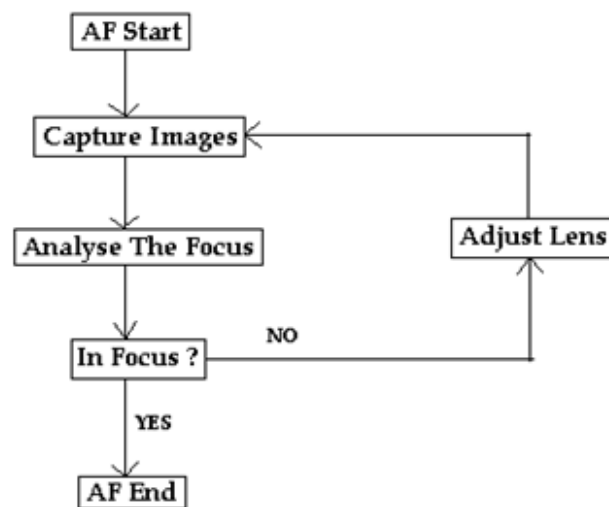 AF Start
Capture Images
Analyse The Focus
Adjust Lens
In Focus ?
NO
YES
AF End